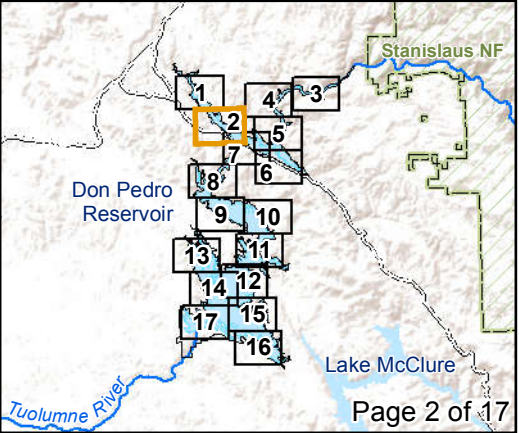 Stanislaus NF
1
4
3
2
5
7
6
8
Don Pedro
Reservoir
9
10
13
11
14
12
17
15
16
Lake McClure
Tuolumne River
Page 2 of 17